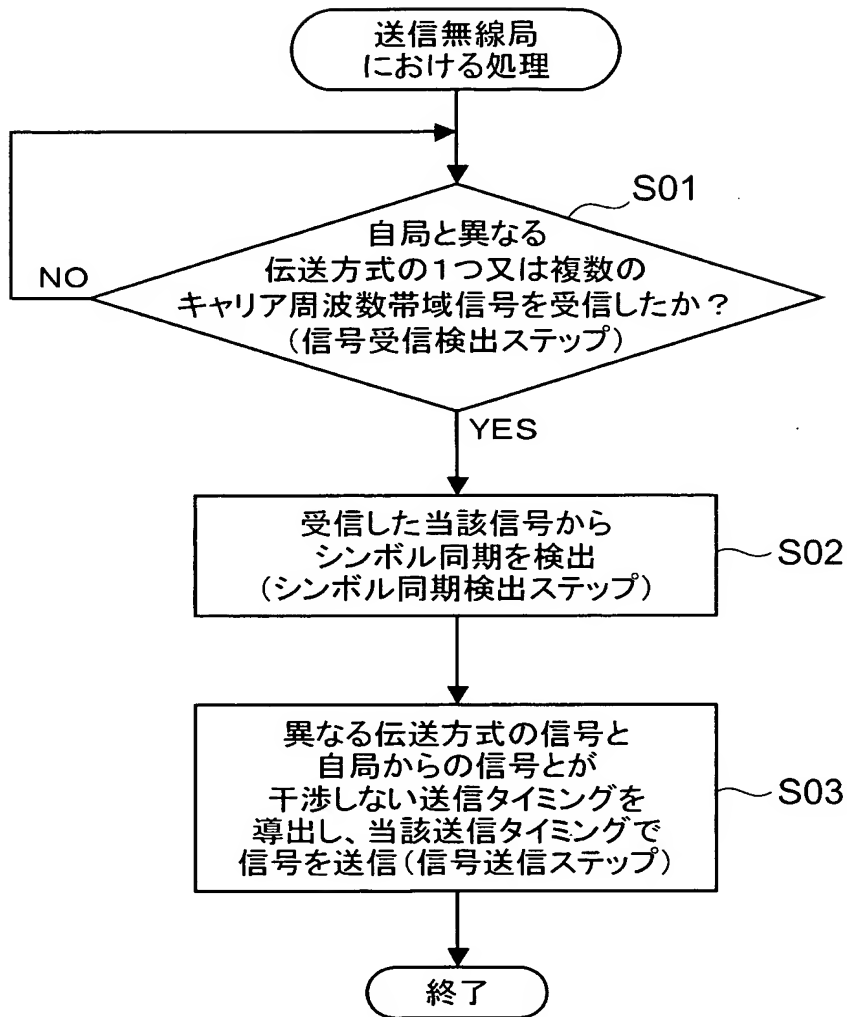 送信無線局
における処理
S01
自局と異なる
伝送方式の1つ又は複数の
キャリア周波数帯域信号を受信したか?
(信号受信検出ステップ)
NO
YES
受信した当該信号から
シンボル同期を検出
(シンボル同期検出ステップ)
S02
異なる伝送方式の信号と
自局からの信号とが
干渉しない送信タイミングを
導出し、当該送信タイミングで
信号を送信(信号送信ステップ)
S03
終了